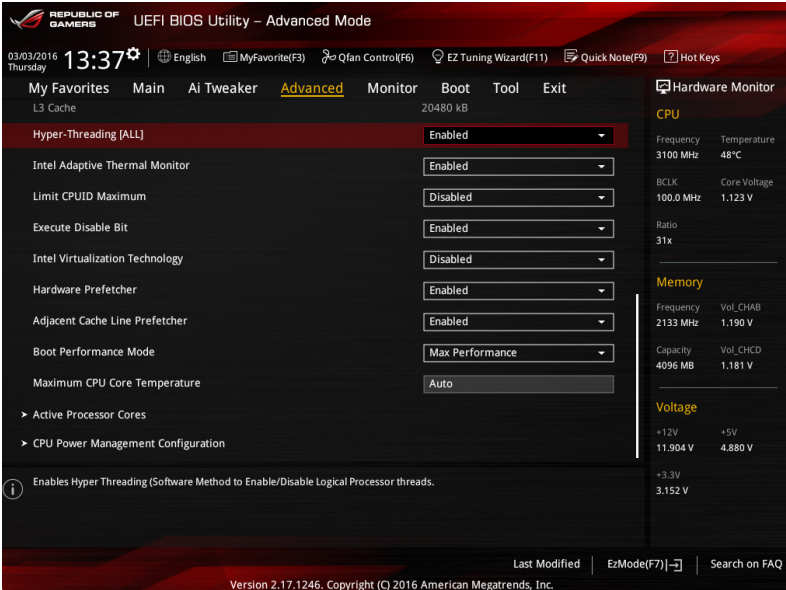 REPUBLIC OF
GAMERS
UEFI BIOS Utility – Advanced Mode
03/03/2016
Thursday
13:37
English
MyFavorite(F3)
Qfan Control(F6)
EZ Tuning Wizard(F11)
Quick Note(F9)
? Hot Keys
My Favorites Main Ai Tweaker Advanced Monitor Boot Tool Exit
L3 Cache 20480 kB
Hyper-Threading [ALL] Enabled
Intel Adaptive Thermal Monitor Enabled
Limit CPUID Maximum Disabled
Execute Disable Bit Enabled
Intel Virtualization Technology Disabled
Hardware Prefetcher Enabled
Adjacent Cache Line Prefetcher Enabled
Boot Performance Mode Max Performance
Maximum CPU Core Temperature Auto
> Active Processor Cores
> CPU Power Management Configuration
i Enables Hyper Threading (Software Method to Enable/Disable Logical Processor threads.
Hardware Monitor
CPU
Frequency Temperature
3100 MHz 48°C
BCLK Core Voltage
100.0 MHz 1.123 V
Ratio
31x
Memory
Frequency Vol_CHAB
2133 MHz 1.190 V
Capacity Vol_CHCD
4096 MB 1.181 V
Voltage
+12V +5V
11.904 V 4.880 V
+3.3V
3.152 V
Last Modified
EzMode(F7)
Search on FAQ
Version 2.17.1246. Copyright (C) 2016 American Megatrends, Inc.